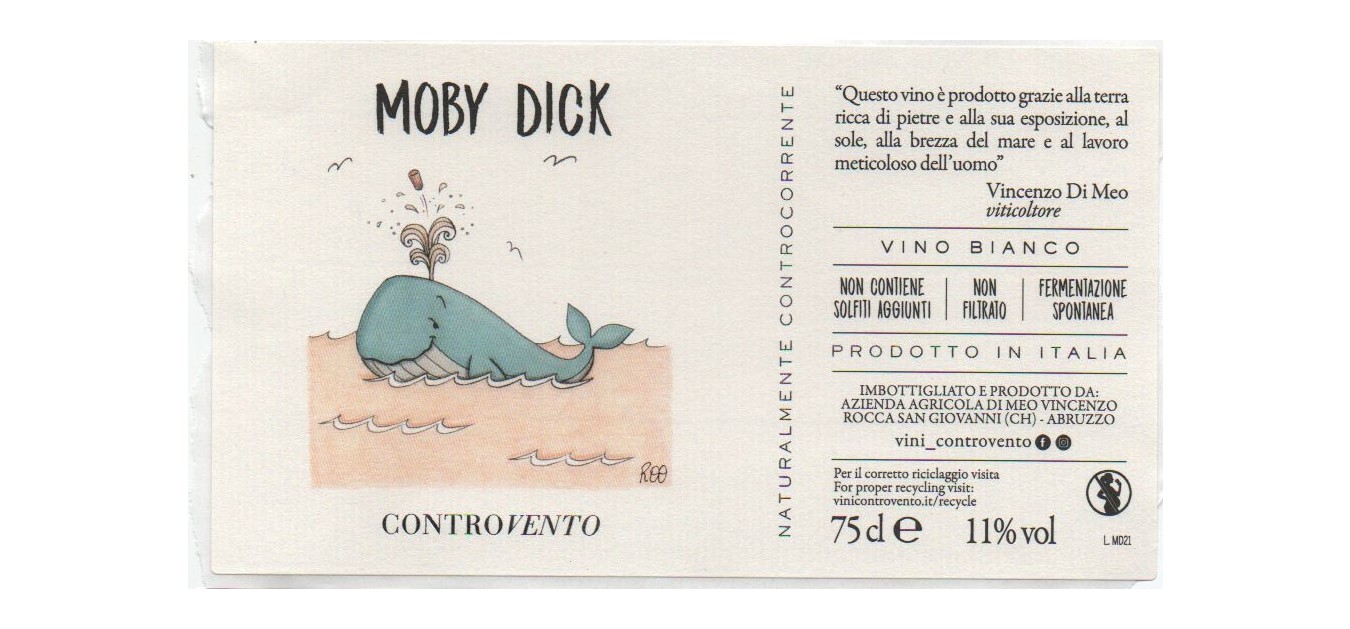 MOBY DICK
ROO
CONTROVENTO
NATURALMENTE CONTROCORRENTE
“Questo vino è prodotto grazie alla terra
ricca di pietre e alla sua esposizione, al
sole, alla brezza del mare e al lavoro
meticoloso dell’uomo”
Vincenzo Di Meo
viticoltore
VINO BIANCO
NON CONTIENE
SOLFITI AGGIUNTI
NON
FILTRATO
FERMENTAZIONE
SPONTANEA
PRODOTTO IN ITALIA
IMBOTTIGLIATO E PRODOTTO DA:
AZIENDA AGRICOLA DI MEO VINCENZO
ROCCA SAN GIOVANNI (CH) - ABRUZZO
vini_controvento
Per il corretto riciclaggio visita
For proper recycling visit:
vinicontrovento.it/recycle
75 cl e 11% vol
L. MD21